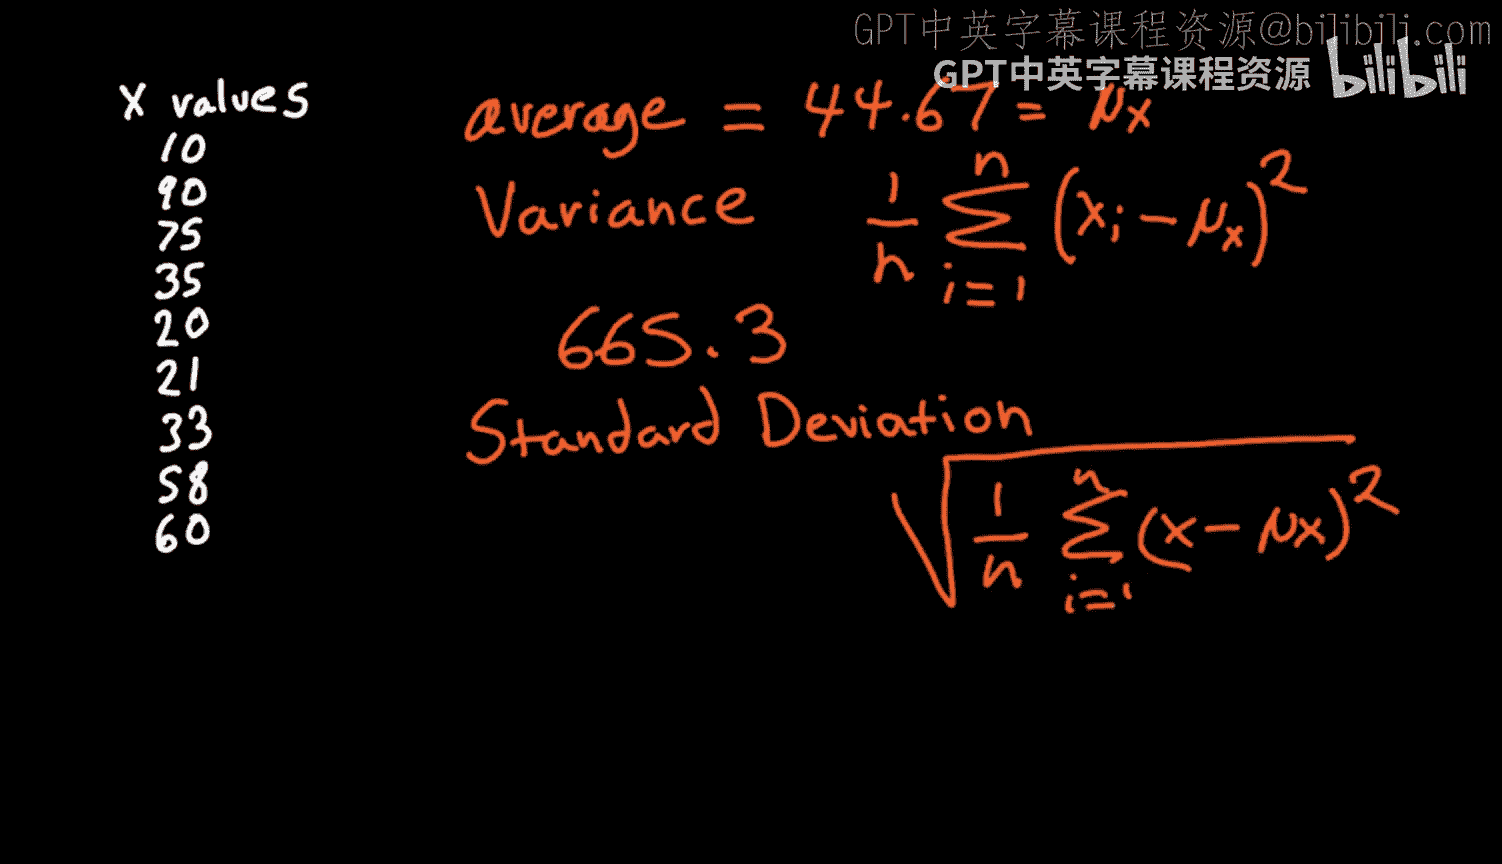 GPT中英字幕课程资源@bilibili.com
GPT中英字幕课程资源 bilibili
x values
10
90
75
35
20
21
33
58
60
average = 44.67 = μx
Variance 1/n ∑ n i=1 (xi - μx)²
665.3
Standard Deviation
√ 1/n ∑ n i=1 (x - μx)²